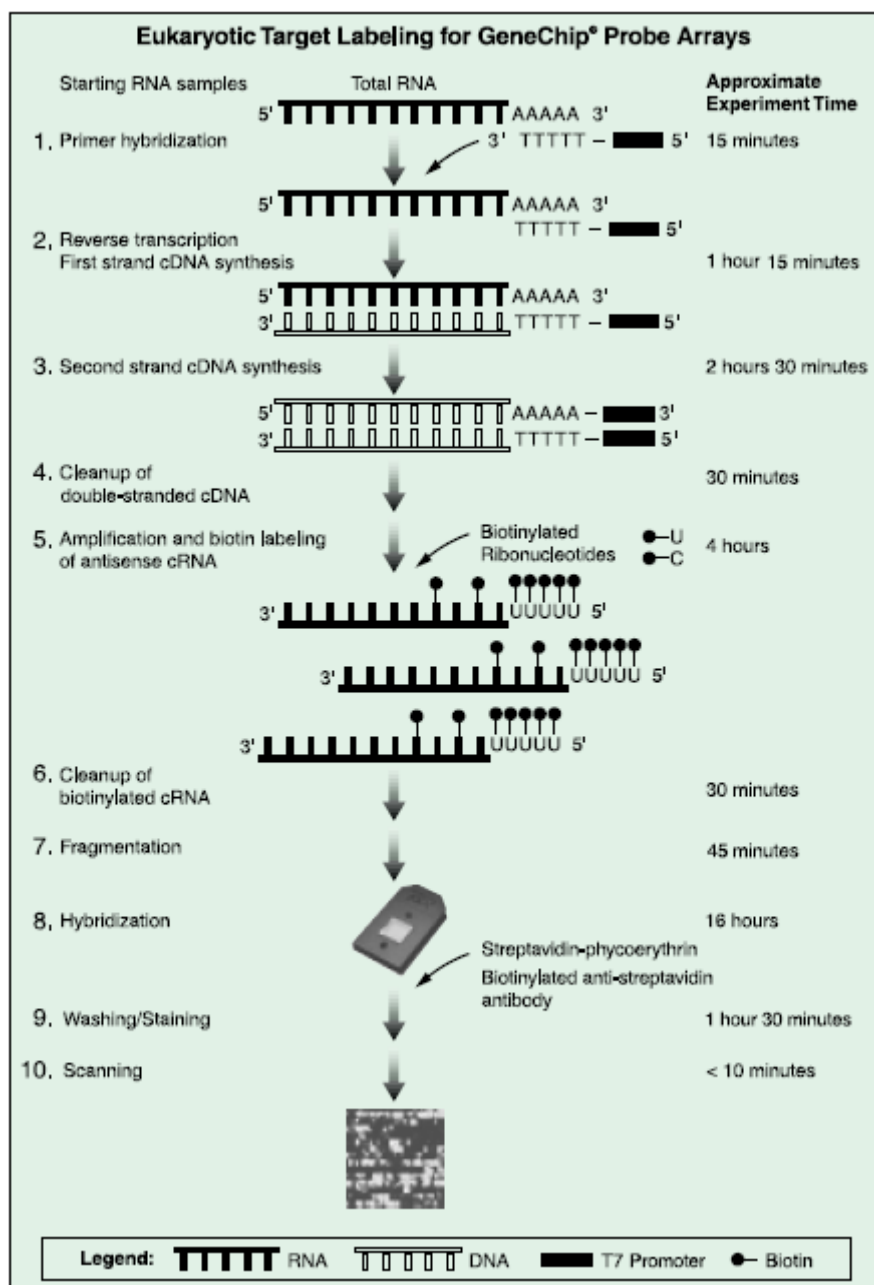 Eukaryotic Target Labeling for GeneChip® Probe Arrays
Starting RNA samples
Total RNA
Approximate
Experiment Time
5' AAAAA 3'
1. Primer hybridization
3' TTTTT – 5'
15 minutes
5' AAAAA 3'
TTTTT – 5'
2. Reverse transcription
First strand cDNA synthesis
1 hour 15 minutes
5' AAAAA 3'
3' TTTTT – 5'
3. Second strand cDNA synthesis
2 hours 30 minutes
5' AAAAA – 3'
3' TTTTT – 5'
4. Cleanup of
double-stranded cDNA
30 minutes
5. Amplification and biotin labeling
of antisense cRNA
Biotinylated
Ribonucleotides
U
C
4 hours
3' UUUUU 5'
3' UUUUU 5'
3' UUUUU 5'
6. Cleanup of
biotinylated cRNA
30 minutes
7. Fragmentation
45 minutes
8. Hybridization
16 hours
Streptavidin-phycoerythrin
Biotinylated anti-streptavidin
antibody
9. Washing/Staining
1 hour 30 minutes
10. Scanning
< 10 minutes
Legend: RNA DNA T7 Promoter Biotin